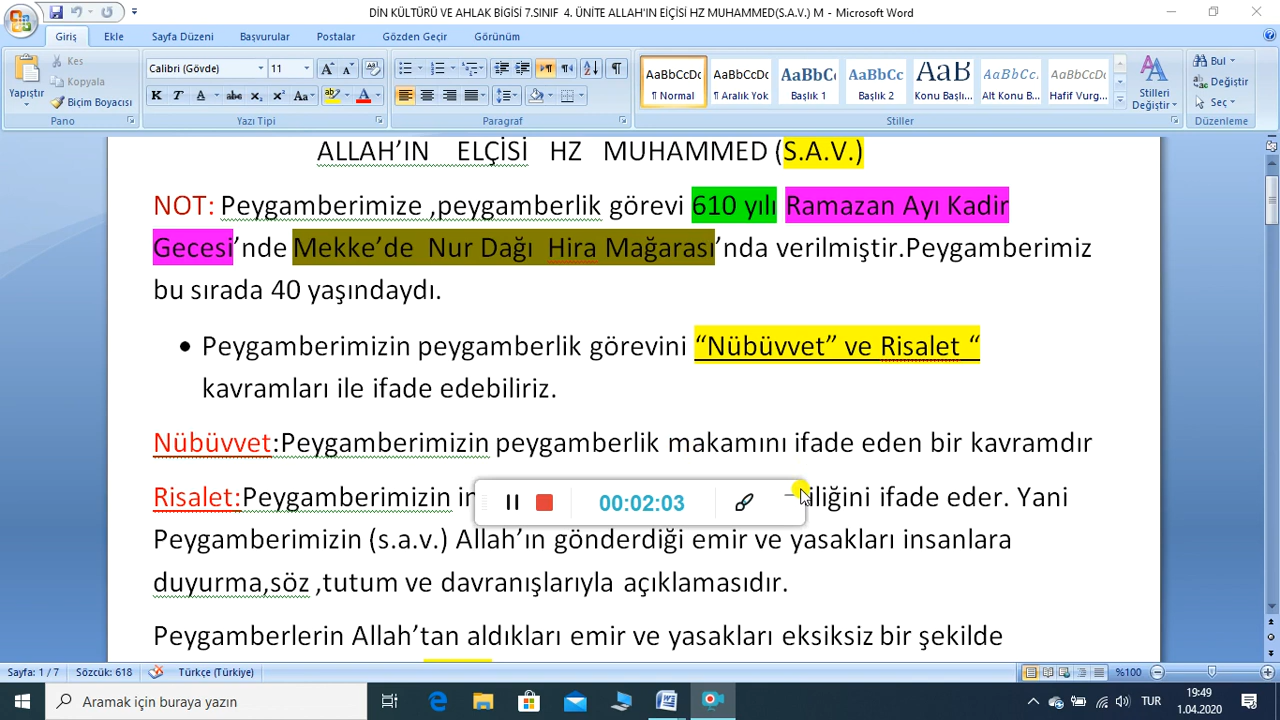 DİN KÜLTÜRÜ VE AHLAK BİGİSİ 7.SINIF 4. ÜNİTE ALLAH'IN EİÇİSİ HZ MUHAMMED(S.A.V.) M - Microsoft Word
Giriş Ekle Sayfa Düzeni Başvurular Postalar Gözden Geçir Görünüm
Yapıştır Kes Kopyala Biçim Boyacısı
Calibri (Gövde) 11
AaBbCcDc AaBbCcDc AaBbCc AaBbCc AaB AaBbCcL AaBbCcDc
¶ Normal ¶ Aralık Yok Başlık 1 Başlık 2 Konu Başlı... Alt Konu B... Hafif Vurg...
Stilleri Değiştir
Bul Değiştir Seç
Pano Yazı Tipi Paragraf Stiller Düzenleme
ALLAH’IN ELÇİSİ HZ MUHAMMED (S.A.V.)
NOT: Peygamberimize ,peygamberlik görevi 610 yılı Ramazan Ayı Kadir
Gecesi’nde Mekke’de Nur Dağı Hira Mağarası’nda verilmiştir.Peygamberimiz
bu sırada 40 yaşındaydı.
• Peygamberimizin peygamberlik görevini “Nübüvvet” ve Risalet “
kavramları ile ifade edebiliriz.
Nübüvvet:Peygamberimizin peygamberlik makamını ifade eden bir kavramdır
Risalet:Peygamberimizin ifade eder. Yani
00:02:03
Peygamberimizin (s.a.v.) Allah’ın gönderdiği emir ve yasakları insanlara
duyurma,söz ,tutum ve davranışlarıyla açıklamasıdır.
Peygamberlerin Allah’tan aldıkları emir ve yasakları eksiksiz bir şekilde
Sayfa: 1 / 7 Sözcük: 618 Türkçe (Türkiye) %100
Aramak için buraya yazın
TUR 19:49
1.04.2020